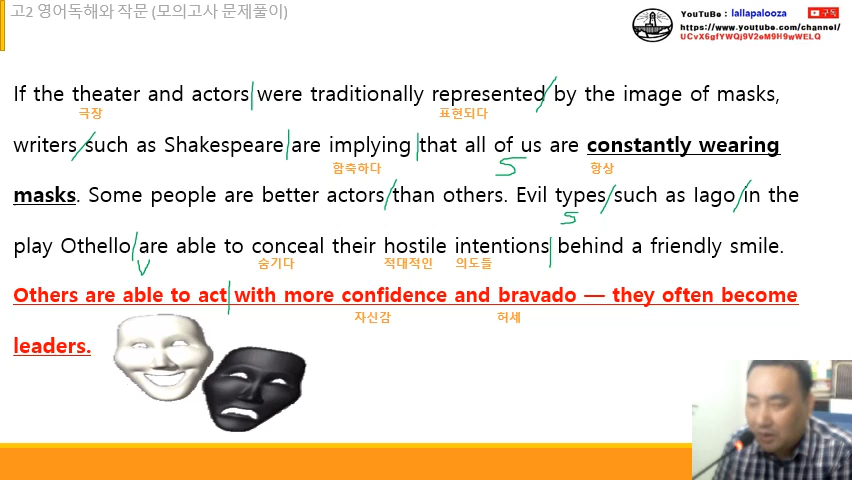 고2 영어독해와 작문 (모의고사 문제풀이)
YouTuBe : lallapalooza 구독
https://www.youtube.com/channel/
UCvX6gfYWQj9V2eM9H9wWELQ
If the theater and actors were traditionally represented by the image of masks,
극장 표현되다
writers such as Shakespeare are implying that all of us are constantly wearing
함축하다 S 항상
masks. Some people are better actors than others. Evil types such as Iago in the
S
play Othello are able to conceal their hostile intentions behind a friendly smile.
V 숨기다 적대적인 의도들
Others are able to act with more confidence and bravado — they often become
자신감 허세
leaders.